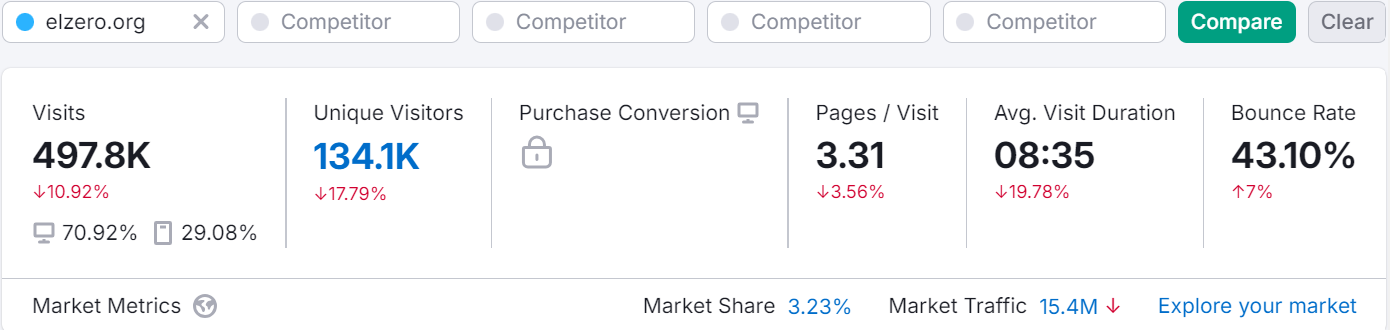 elzero.org Competitor Competitor Competitor Competitor Compare Clear
Visits Unique Visitors Purchase Conversion Pages / Visit Avg. Visit Duration Bounce Rate
497.8K 134.1K 3.31 08:35 43.10%
↓10.92% ↓17.79% ↓3.56% ↓19.78% ↑7%
70.92% 29.08%
Market Metrics Market Share 3.23% Market Traffic 15.4M ↓ Explore your market